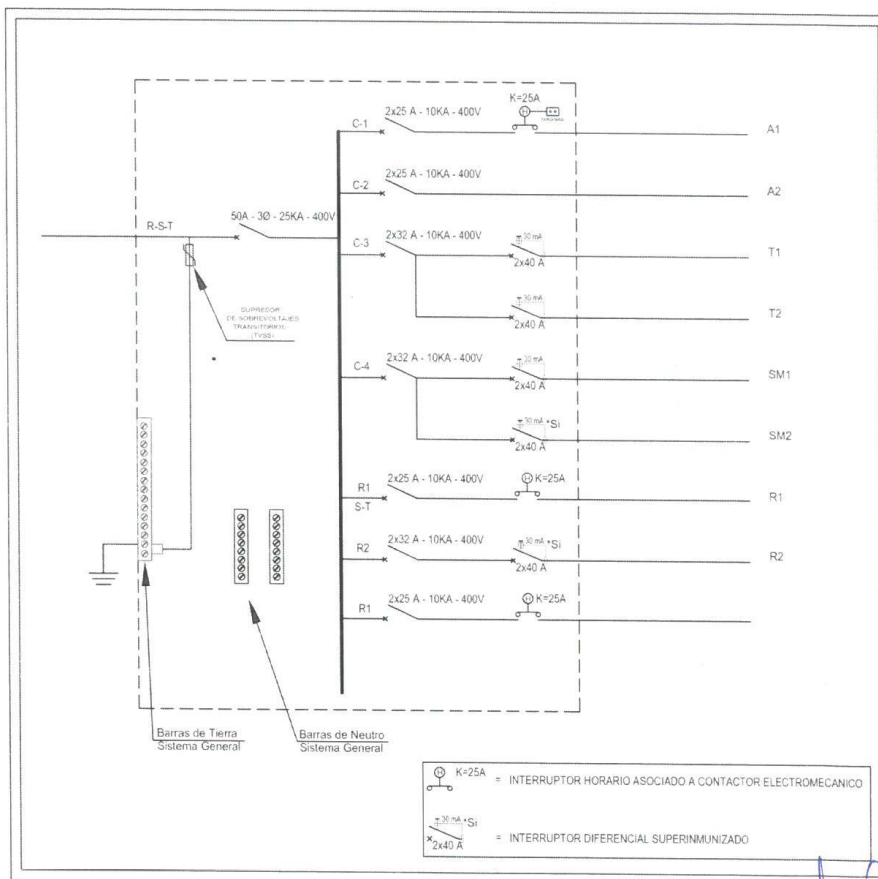 K=25A
2x25 A - 10KA - 400V
C-1
A1
2x25 A - 10KA - 400V
C-2
A2
50A - 3Ø - 25KA - 400V
R-S-T
2x32 A - 10KA - 400V
30 mA
C-3
2x40 A
T1
30 mA
2x40 A
T2
SUPRESOR
DE SOBREVOLTAJES
TRANSITORIOS
(TVSS)
2x32 A - 10KA - 400V
30 mA
C-4
2x40 A
SM1
30 mA *Si
2x40 A
SM2
2x25 A - 10KA - 400V
K=25A
R1
S-T
R1
2x32 A - 10KA - 400V
30 mA *Si
R2
2x40 A
R2
2x25 A - 10KA - 400V
K=25A
R1
Barras de Tierra
Sistema General
Barras de Neutro
Sistema General
K=25A = INTERRUPTOR HORARIO ASOCIADO A CONTACTOR ELECTROMECANICO
30 mA *Si
2x40 A = INTERRUPTOR DIFERENCIAL SUPERINMUNIZADO